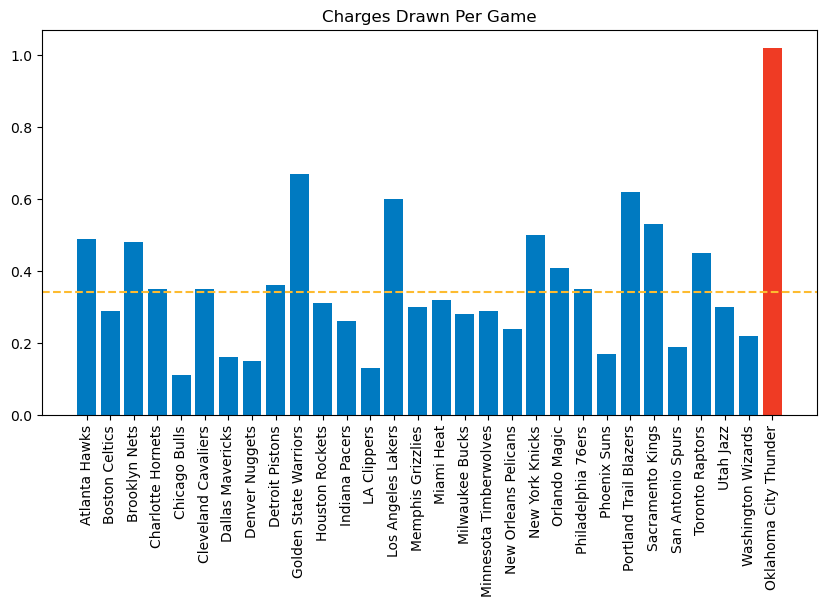 Charges Drawn Per Game
1.0
0.8
0.6
0.4
0.2
0.0
Atlanta Hawks
Boston Celtics
Brooklyn Nets
Charlotte Hornets
Chicago Bulls
Cleveland Cavaliers
Dallas Mavericks
Denver Nuggets
Detroit Pistons
Golden State Warriors
Houston Rockets
Indiana Pacers
LA Clippers
Los Angeles Lakers
Memphis Grizzlies
Miami Heat
Milwaukee Bucks
Minnesota Timberwolves
New Orleans Pelicans
New York Knicks
Orlando Magic
Philadelphia 76ers
Phoenix Suns
Portland Trail Blazers
Sacramento Kings
San Antonio Spurs
Toronto Raptors
Utah Jazz
Washington Wizards
Oklahoma City Thunder